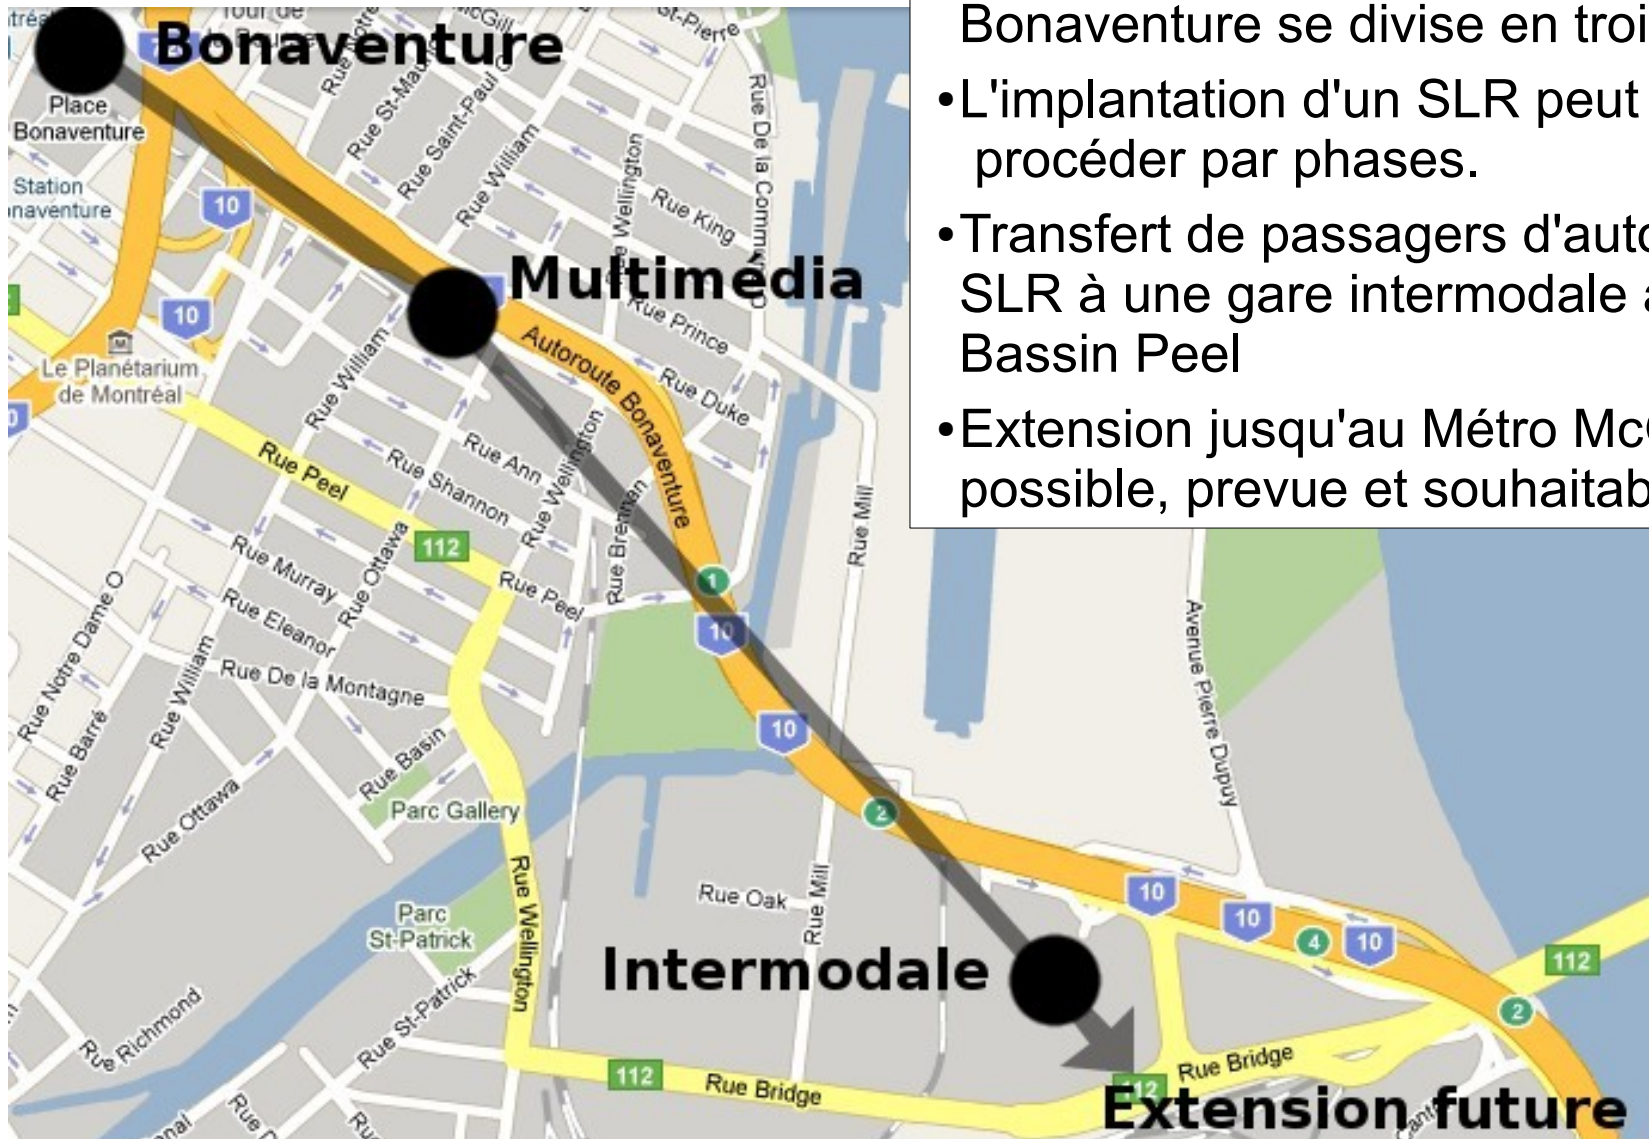 Bonaventure se divise en troi
•L'implantation d'un SLR peut
procéder par phases.
•Transfert de passagers d'auto
SLR à une gare intermodale a
Bassin Peel
•Extension jusqu'au Métro Mc
possible, prevue et souhaitab
Bonaventure
Place
Bonaventure
Station
onaventure
10
10
Le Planétarium
de Montréal
Multimédia
Autoroute Bonaventure
Rue St-Maur
Rue Saint-Paul O
Rue William
Rue Wellington
Rue De la Commune O
McGill
St-Pierre
Rue Notre
Tour de
Rue King
Rue Prince
Rue Duke
Rue William
Rue Peel
Rue Shannon
Rue Ann
Rue Wellington
Rue Brennan
Rue Mill
112
Rue Peel
Rue Murray
Rue Ottawa
Rue Eleanor
Rue Notre Dame O
Rue William
Rue De la Montagne
Rue Barré
Rue Basin
Rue Ottawa
Parc Gallery
1
10
10
2
Avenue Pierre Dupuy
Rue Wellington
Parc
St-Patrick
Rue Oak
Rue Mill
Intermodale
10
10
4
10
112
2
Rue Richmond
Rue St-Patrick
112
Rue Bridge
Rue Bridge
112
Extension future